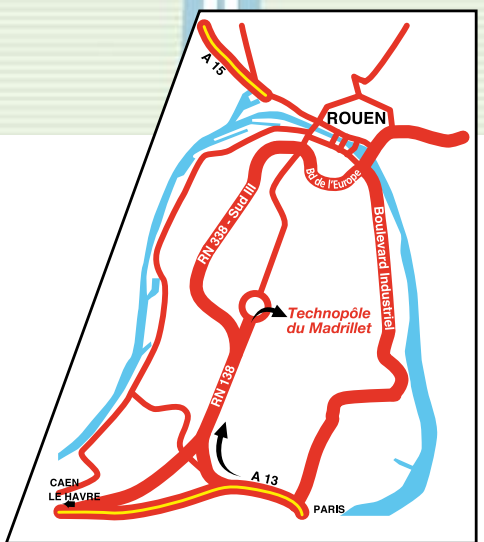 A 15
ROUEN
Bd de l'Europe
RN 338 - Sud III
Boulevard Industriel
Technopôle
du Madrillet
RN 138
A 13
CAEN
LE HAVRE
PARIS